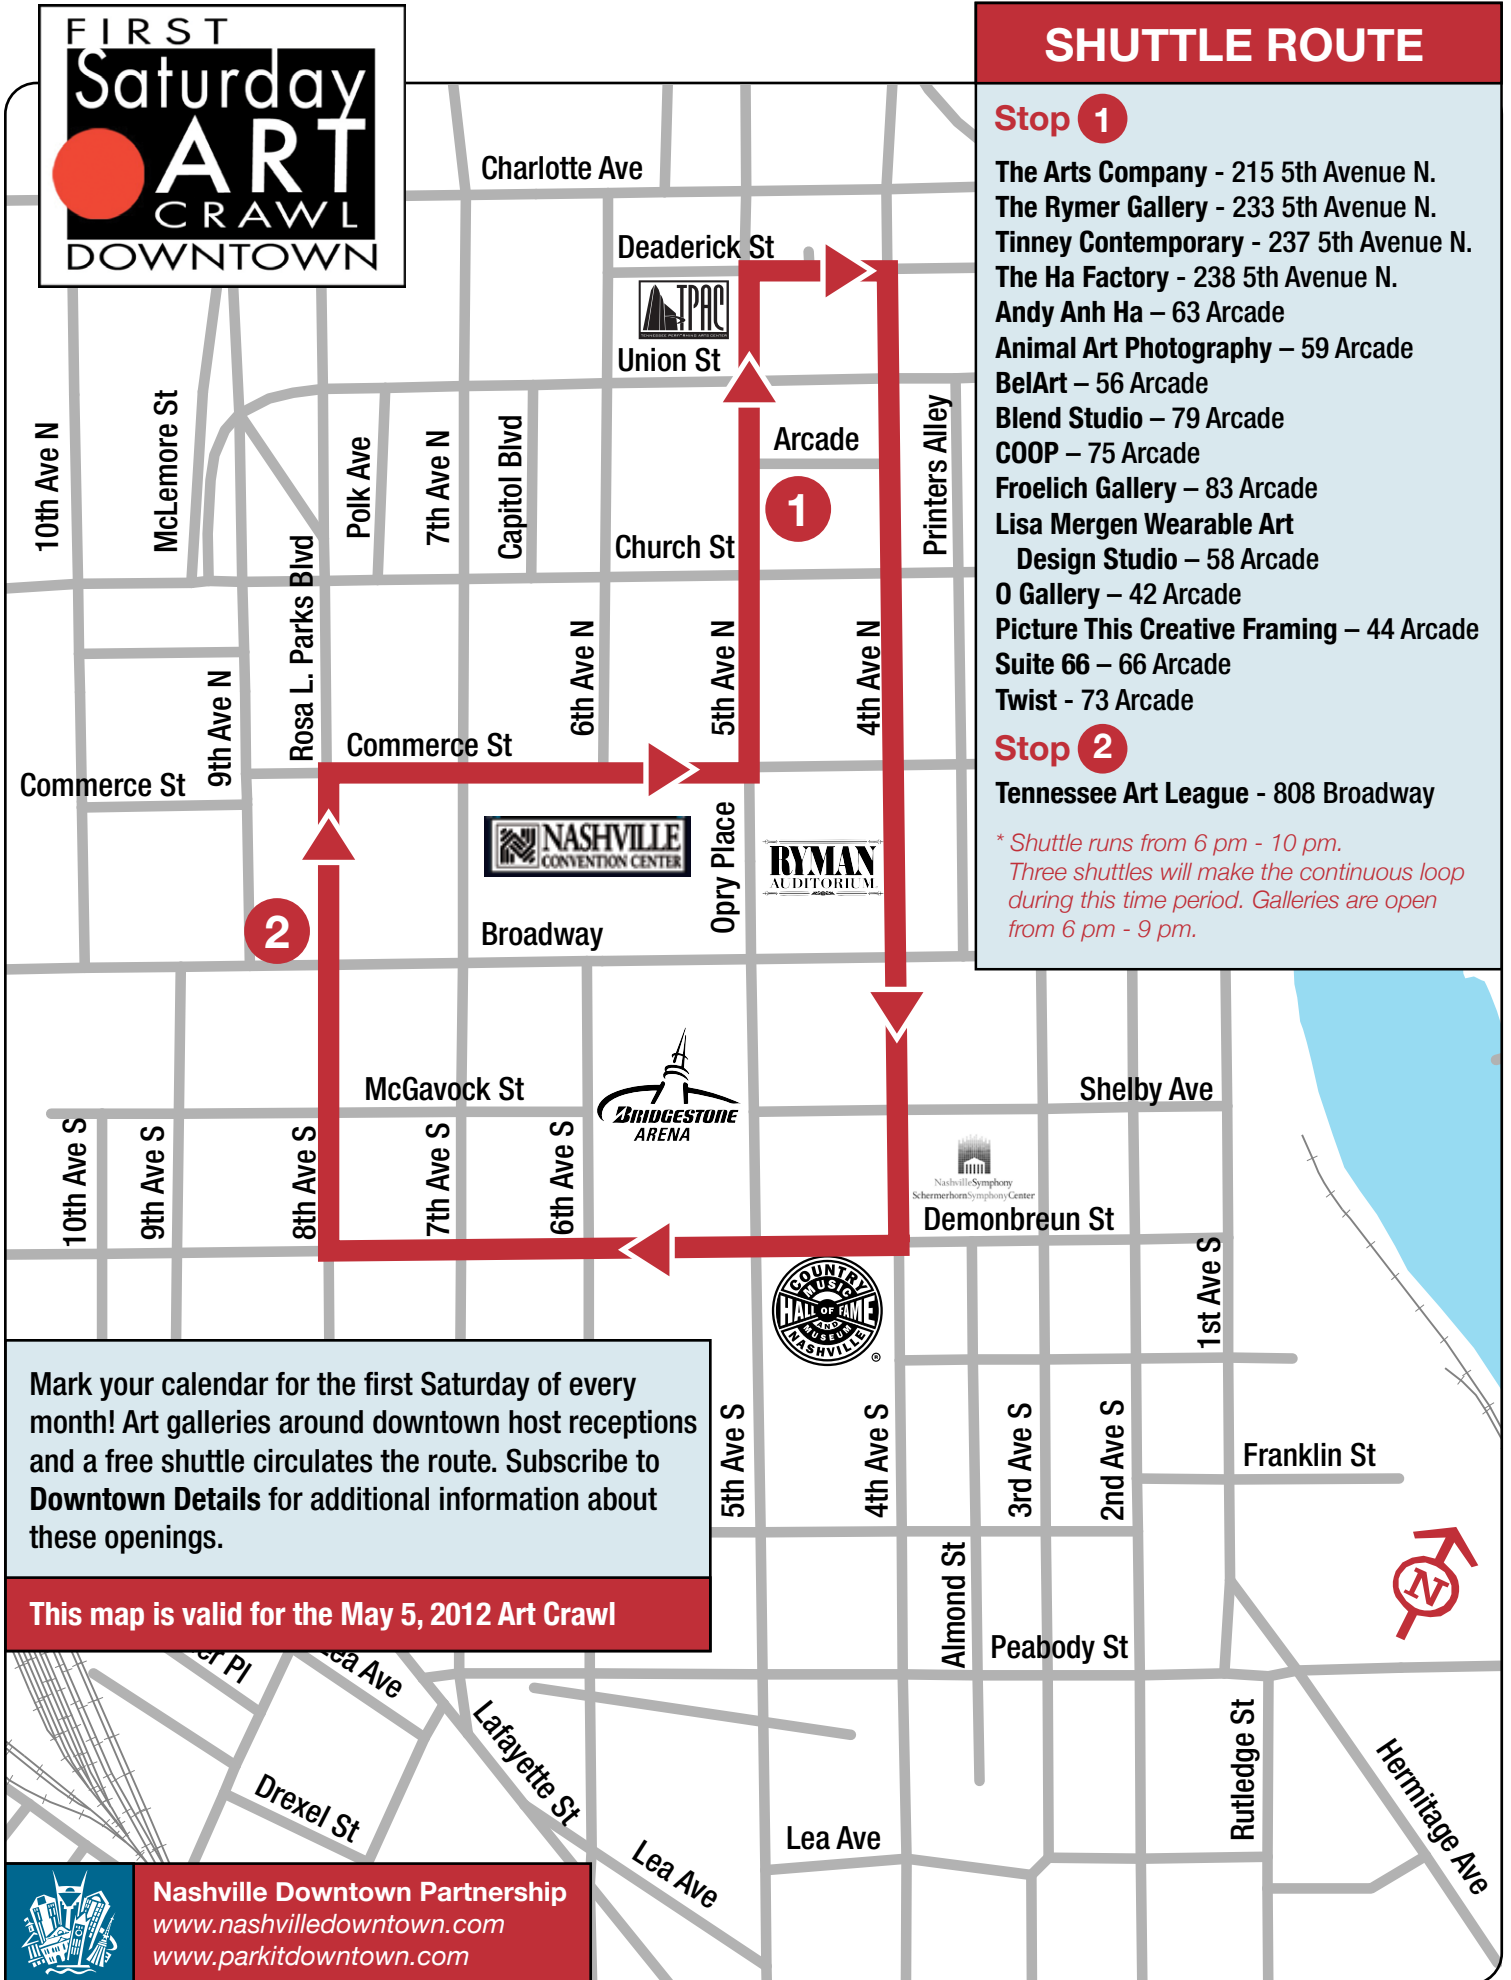 FIRST
Saturday
ART
CRAWL
DOWNTOWN
SHUTTLE ROUTE
Stop 1
The Arts Company - 215 5th Avenue N.
The Rymer Gallery - 233 5th Avenue N.
Tinney Contemporary - 237 5th Avenue N.
The Ha Factory - 238 5th Avenue N.
Andy Anh Ha – 63 Arcade
Animal Art Photography – 59 Arcade
BelArt – 56 Arcade
Blend Studio – 79 Arcade
COOP – 75 Arcade
Froelich Gallery – 83 Arcade
Lisa Mergen Wearable Art
Design Studio – 58 Arcade
O Gallery – 42 Arcade
Picture This Creative Framing – 44 Arcade
Suite 66 – 66 Arcade
Twist - 73 Arcade
Stop 2
Tennessee Art League - 808 Broadway
* Shuttle runs from 6 pm - 10 pm.
Three shuttles will make the continuous loop
during this time period. Galleries are open
from 6 pm - 9 pm.
Charlotte Ave
Deaderick St
TPAC
Union St
Arcade
1
Church St
10th Ave N
McLemore St
Polk Ave
7th Ave N
Capitol Blvd
Printers Alley
Rosa L. Parks Blvd
9th Ave N
6th Ave N
5th Ave N
4th Ave N
Commerce St
Commerce St
NASHVILLE
CONVENTION CENTER
Opry Place
RYMAN
AUDITORIUM
2
Broadway
McGavock St
BRIDGESTONE
ARENA
Shelby Ave
10th Ave S
9th Ave S
8th Ave S
7th Ave S
6th Ave S
NashvilleSymphony
SchermerhornSymphonyCenter
Demonbreun St
1st Ave S
COUNTRY
MUSIC
HALL OF FAME
AND
MUSEUM
NASHVILLE
®
5th Ave S
4th Ave S
3rd Ave S
2nd Ave S
Franklin St
Mark your calendar for the first Saturday of every
month! Art galleries around downtown host receptions
and a free shuttle circulates the route. Subscribe to
Downtown Details for additional information about
these openings.
This map is valid for the May 5, 2012 Art Crawl
N
Almond St
Peabody St
er Pl
ea Ave
Lafayette St
Drexel St
Lea Ave
Lea Ave
Rutledge St
Hermitage Ave
Nashville Downtown Partnership
www.nashvilledowntown.com
www.parkitdowntown.com